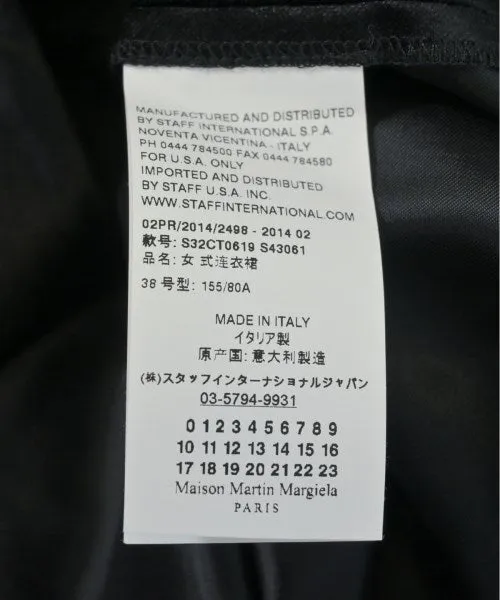 MANUFACTURED AND DISTRIBUTED
BY STAFF INTERNATIONAL S.P.A.
NOVENTA VICENTINA - ITALY
PH 0444 784500 FAX 0444 784580
FOR U.S.A. ONLY
IMPORTED AND DISTRIBUTED
BY STAFF U.S.A. INC.
WWW.STAFFINTERNATIONAL.COM
02PR/2014/2498 - 2014 02
款号: S32CT0619 S43061
品名: 女 式连衣裙
38 号型: 155/80A
MADE IN ITALY
イタリア製
原产国: 意大利製造
(株)スタッフインターナショナルジャパン
03-5794-9931
0 1 2 3 4 5 6 7 8 9
10 11 12 13 14 15 16
17 18 19 20 21 22 23
Maison Martin Margiela
PARIS